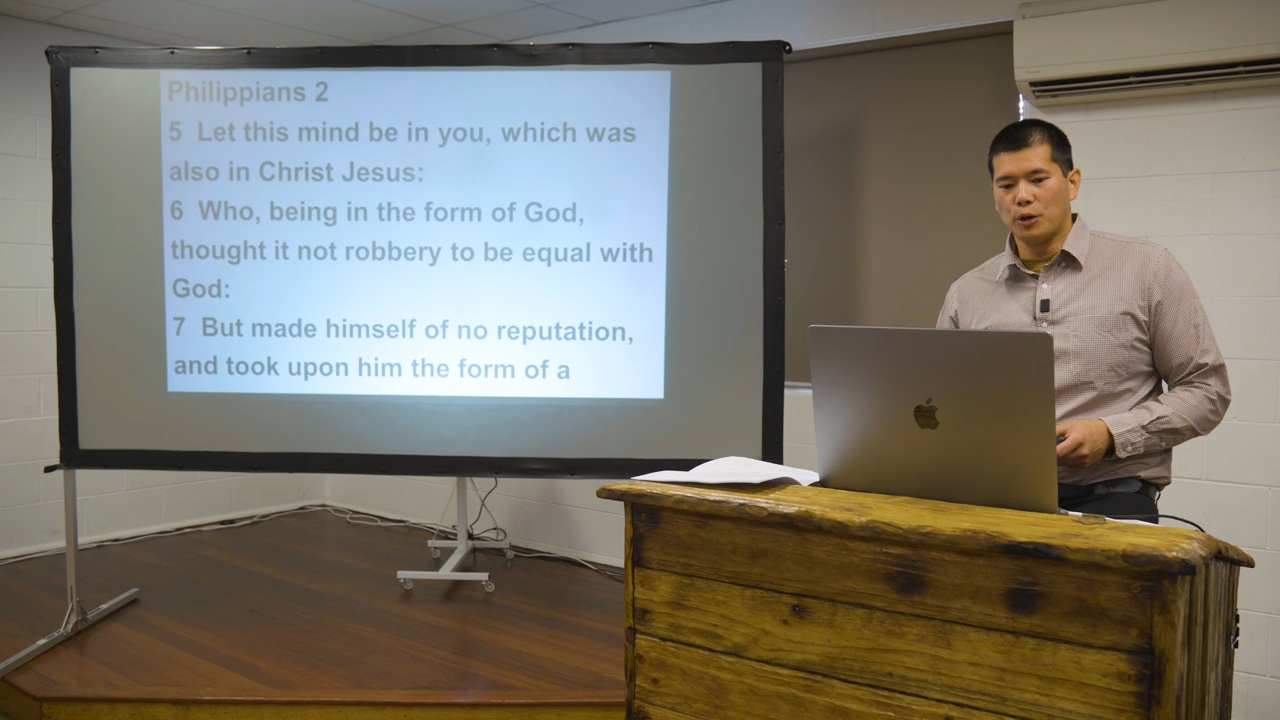 Philippians 2
5 Let this mind be in you, which was
also in Christ Jesus:
6 Who, being in the form of God,
thought it not robbery to be equal with
God:
7 But made himself of no reputation,
and took upon him the form of a